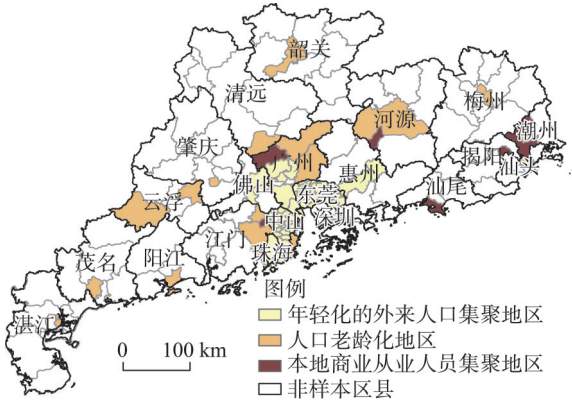 韶关
清远
梅州
河源
潮州
肇庆
广州
揭阳
汕头
惠州
云浮
佛山
东莞
汕尾
中山
深圳
江门
珠海
茂名
阳江
湛江
图例
年轻化的外来人口集聚地区
人口老龄化地区
本地商业从业人员集聚地区
非样本区县
0 100 km